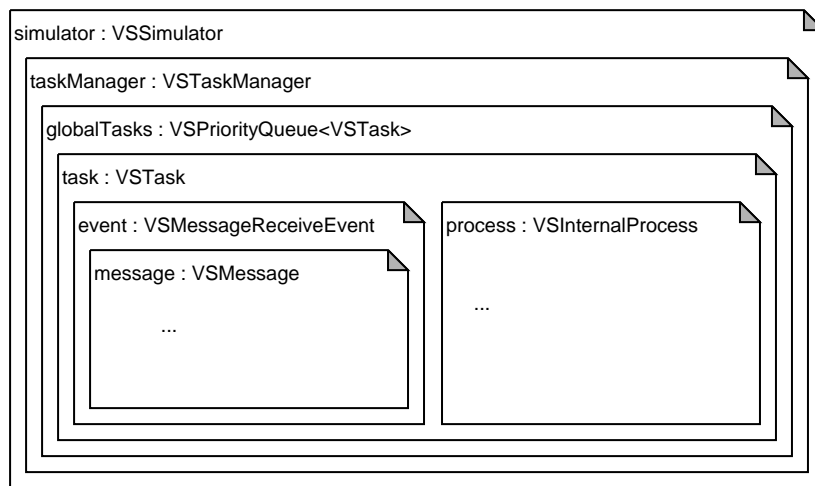 simulator : VSSimulator
taskManager : VSTaskManager
globalTasks : VSPriorityQueue<VSTask>
task : VSTask
event : VSMessageReceiveEvent
process : VSInternalProcess
message : VSMessage
...
...